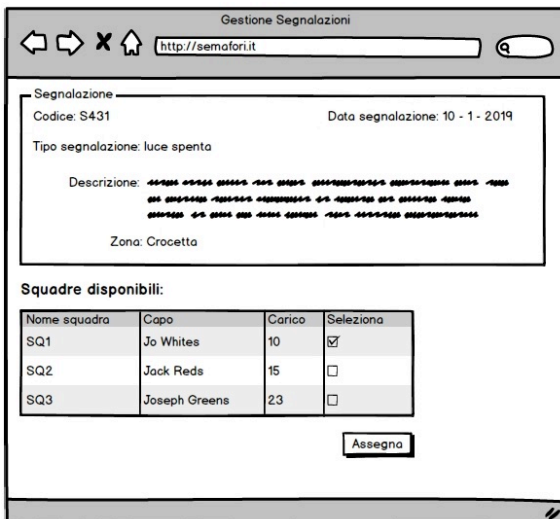 Gestione Segnalazioni
http://semafori.it
Segnalazione
Codice: S431 Data segnalazione: 10 - 1 - 2019
Tipo segnalazione: luce spenta
Descrizione:
Zona: Crocetta
Squadre disponibili:
Nome squadra Capo Carico Seleziona
SQ1 Jo Whites 10
SQ2 Jack Reds 15
SQ3 Joseph Greens 23
Assegna